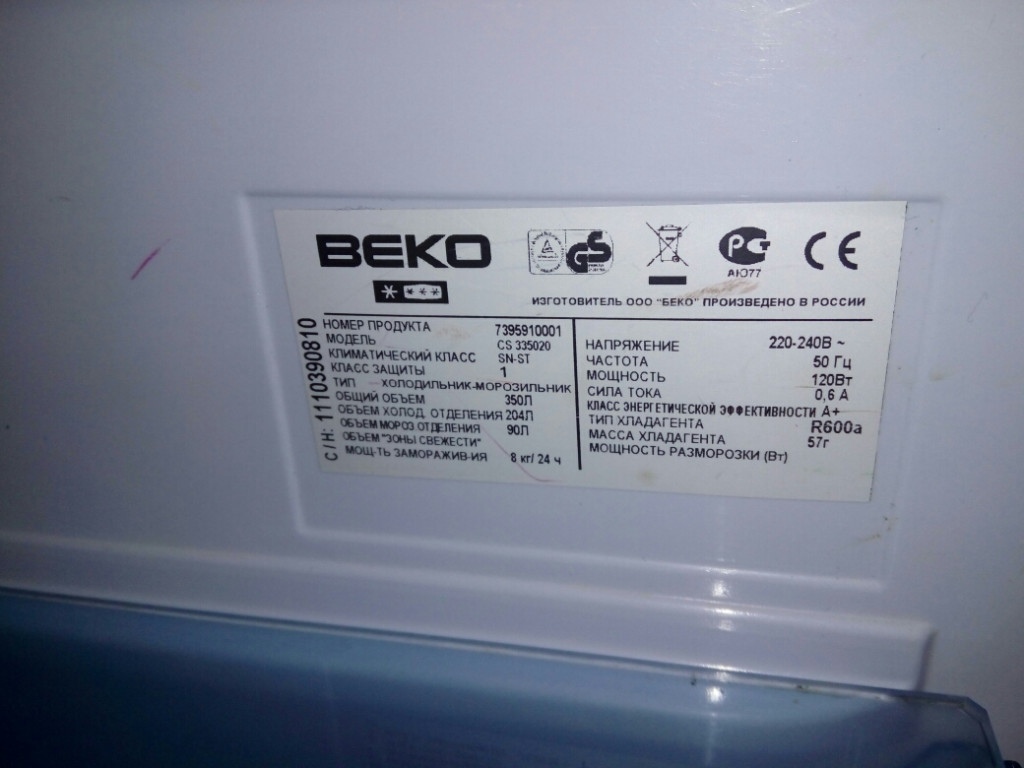 BEKO
GS
PCT
АЮ77
CE
ИЗГОТОВИТЕЛЬ ООО "БЕКО" ПРОИЗВЕДЕНО В РОССИИ
С / Н: 1110390810
НОМЕР ПРОДУКТА 7395910001
МОДЕЛЬ CS 335020
КЛИМАТИЧЕСКИЙ КЛАСС SN-ST
КЛАСС ЗАЩИТЫ 1
ТИП ХОЛОДИЛЬНИК-МОРОЗИЛЬНИК
ОБЩИЙ ОБЪЕМ 350Л
ОБЪЕМ ХОЛОД. ОТДЕЛЕНИЯ 204Л
ОБЪЕМ МОРОЗ.ОТДЕЛЕНИЯ 90Л
ОБЪЕМ "ЗОНЫ СВЕЖЕСТИ"
МОЩ-ТЬ ЗАМОРАЖИВ-ИЯ 8 кг/ 24 ч
НАПРЯЖЕНИЕ 220-240В ~
ЧАСТОТА 50 Гц
МОЩНОСТЬ 120Вт
СИЛА ТОКА 0,6 А
КЛАСС ЭНЕРГЕТИЧЕСКОЙ ЭФФЕКТИВНОСТИ А+
ТИП ХЛАДАГЕНТА R600a
МАССА ХЛАДАГЕНТА 57г
МОЩНОСТЬ РАЗМОРОЗКИ (Вт)